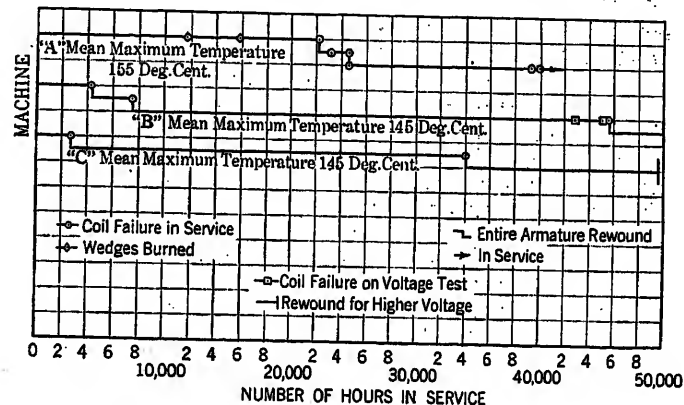 MACHINE.
"A" Mean Maximum Temperature
155 Deg.Cent.
"B" Mean Maximum Temperature 145 Deg.Cent.
"C" Mean Maximum Temperature 145 Deg.Cent.
Coil Failure in Service
Wedges Burned
Entire Armature Rewound
In Service
Coil Failure on Voltage Test
Rewound for Higher Voltage
0 2 4 6 8 2 4 6 8 2 4 6 8 2 4 6 8 2 4 6 8
10,000 20,000 30,000 40,000 50,000
NUMBER OF HOURS IN SERVICE